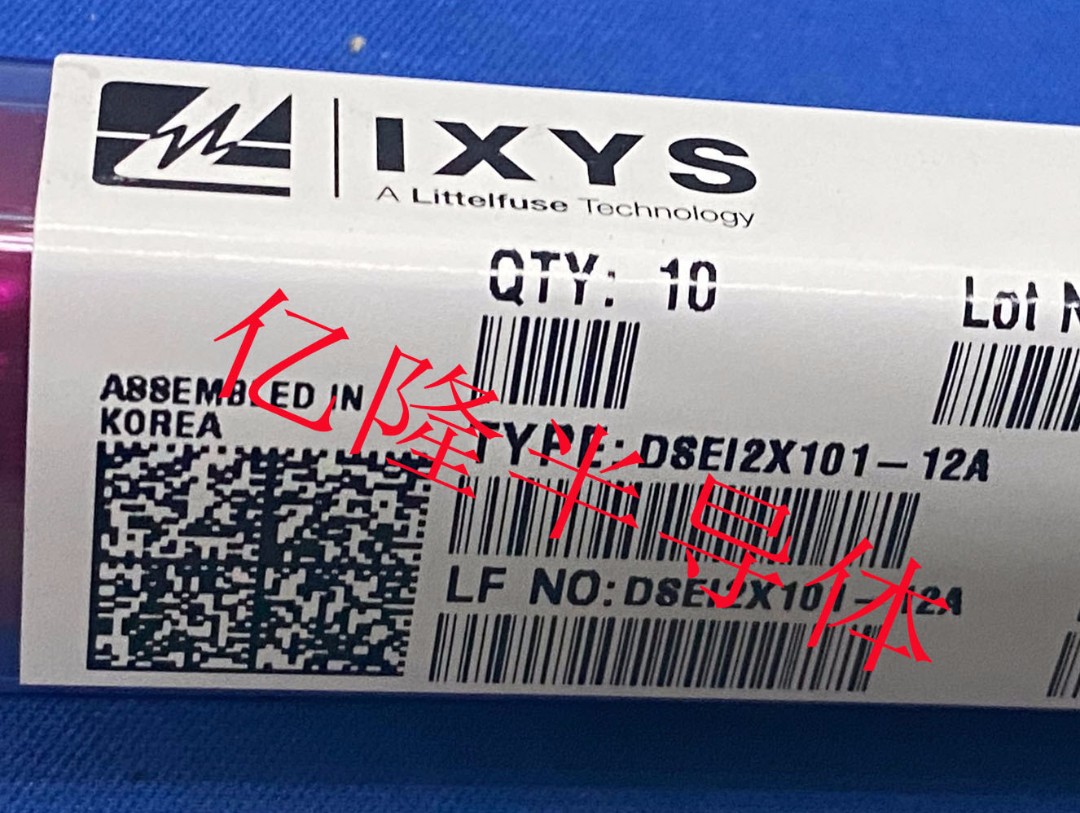 IXYS
A Littelfuse Technology
QTY: 10
Lot N
ASSEMBLED IN
KOREA
TYPE: DSEI2X101-12A
LF NO: DSEI2X101-12A
亿隆半导体